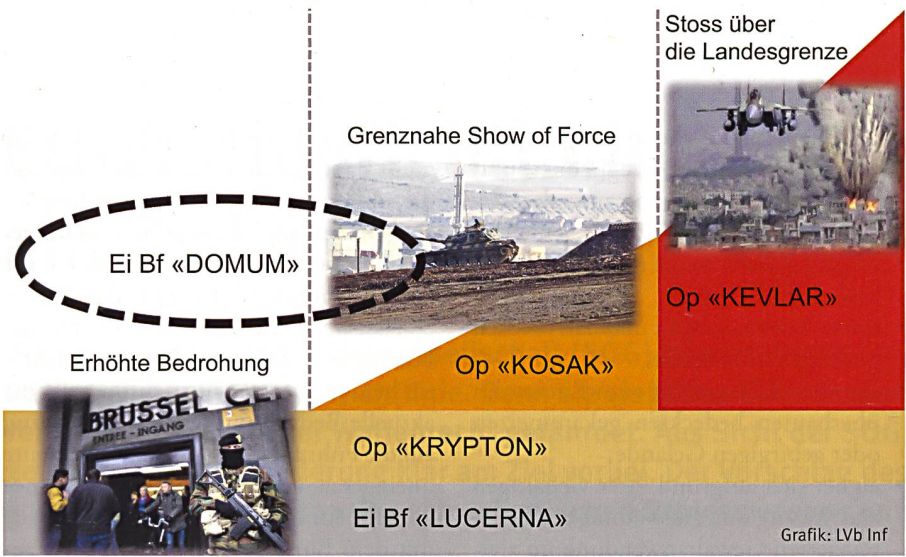 Stoss über
die Landesgrenze
Grenznahe Show of Force
Ei Bf «DOMUM»
Op «KEVLAR»
Erhöhte Bedrohung
Op «KOSAK»
BRUSSEL CE
ENTREE - INGANG
Op «KRYPTON»
Ei Bf «LUCERNA»
Grafik: LVb Inf